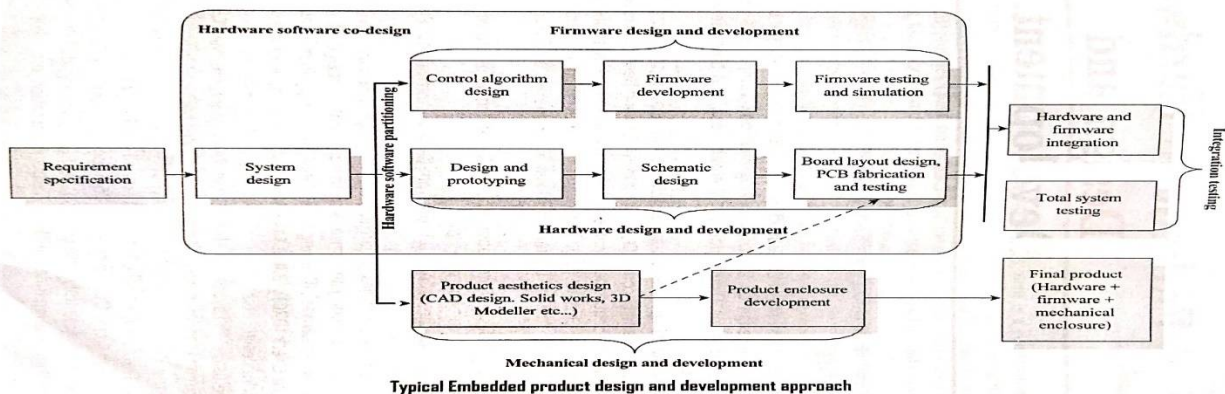 Hardware software co-design
Firmware design and development
Control algorithm
design
Firmware
development
Firmware testing
and simulation
Hardware software partitioning
Requirement
specification
System
design
Design and
prototyping
Schematic
design
Board layout design,
PCB fabrication
and testing
Hardware and
firmware
integration
Total system
testing
Integration testing
Hardware design and development
Product aesthetics design
(CAD design. Solid works, 3D
Modeller etc...)
Product enclosure
development
Final product
(Hardware +
firmware +
mechanical
enclosure)
Mechanical design and development
Typical Embedded product design and development approach